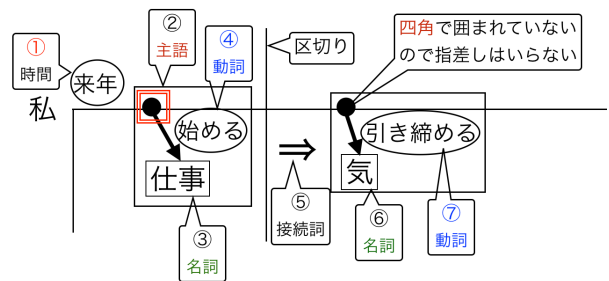 ①
時間
来年
私
②
主語
④
動詞
区切り
四角で囲まれていない
ので指差しはいらない
始める
仕事
③
名詞
⇒
⑤
接続詞
引き締める
気
⑥
名詞
⑦
動詞